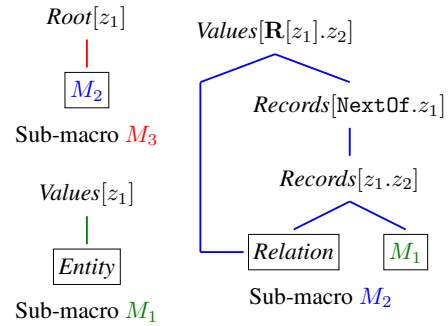 Root[z₁]
M₂
Sub-macro M₃
Values[z₁]
Entity
Sub-macro M₁
Values[R[z₁].z₂]
Records[NextOf.z₁]
Records[z₁.z₂]
Relation
M₁
Sub-macro M₂